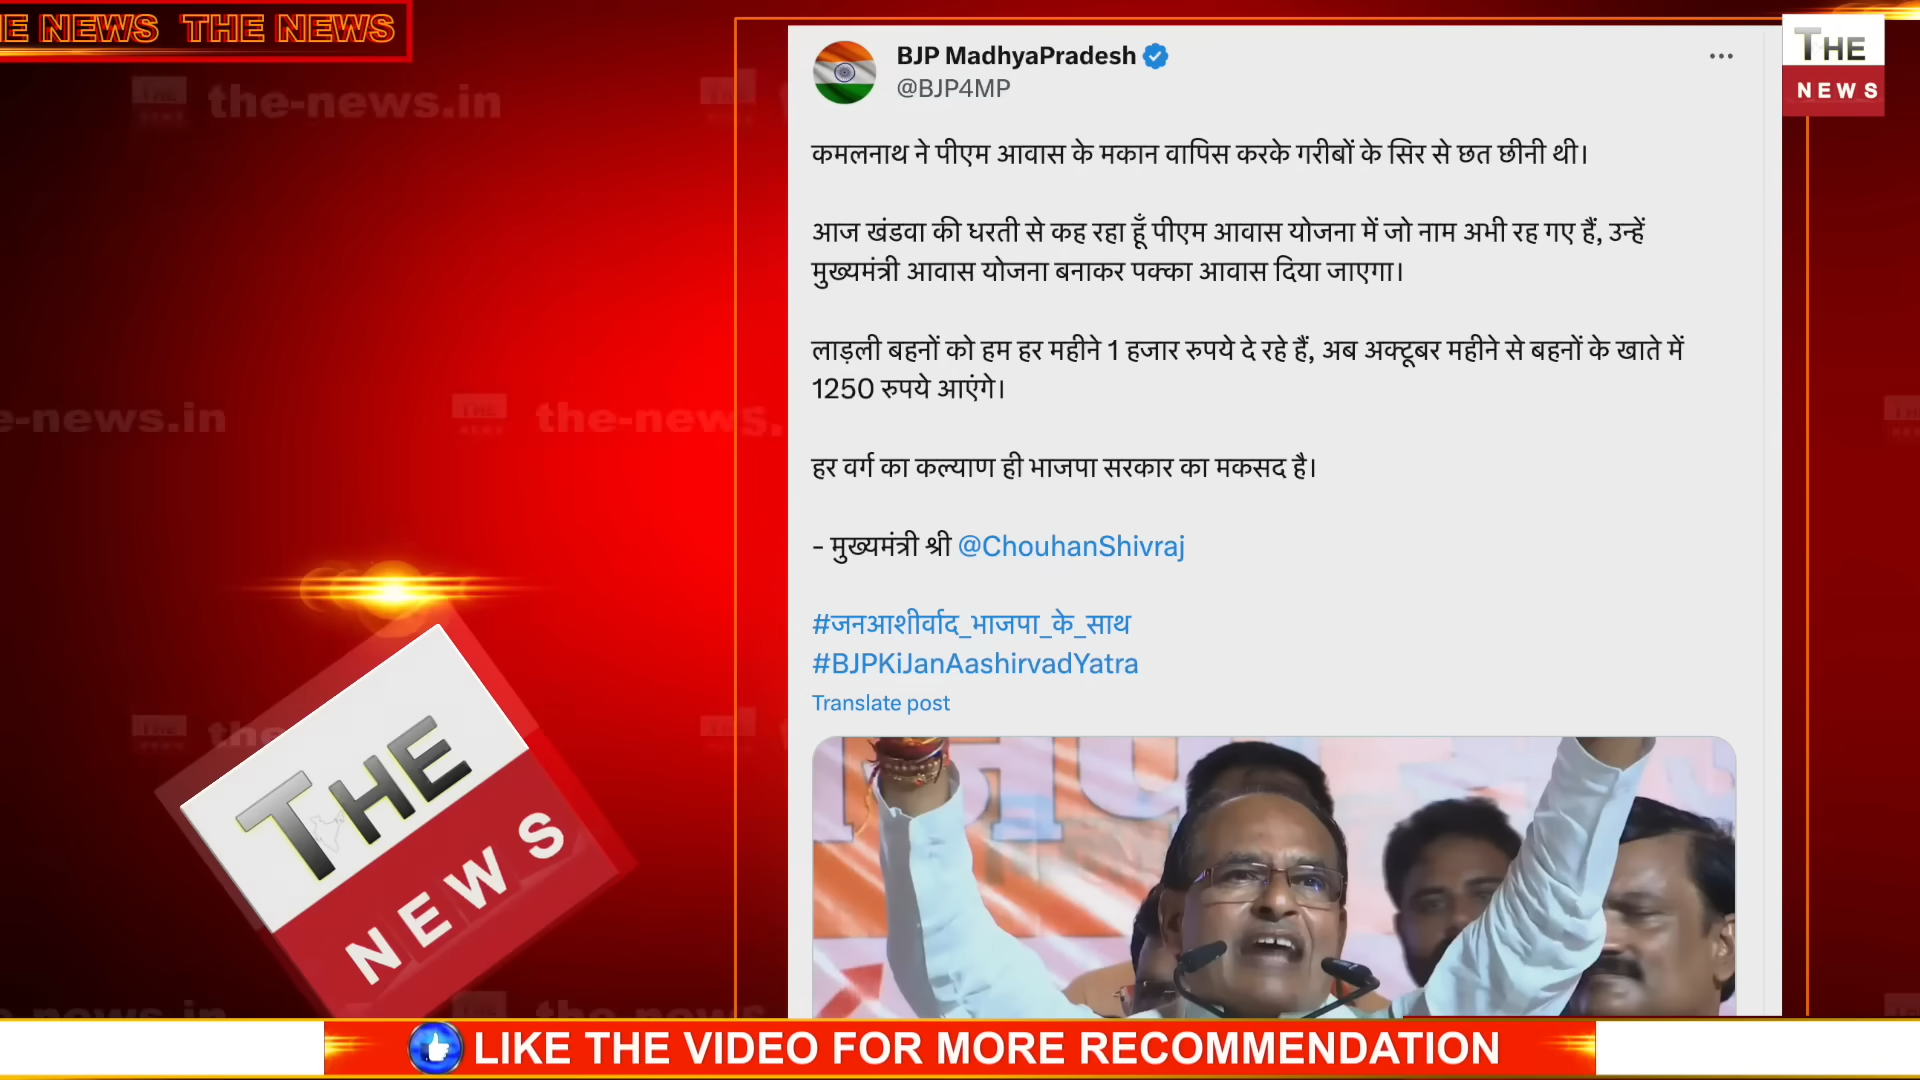 E NEWS THE NEWS
the-news.in
THE
NEWS
BJP MadhyaPradesh
@BJP4MP
कमलनाथ ने पीएम आवास के मकान वापिस करके गरीबों के सिर से छत छीनी थी।
आज खंडवा की धरती से कह रहा हूँ पीएम आवास योजना में जो नाम अभी रह गए हैं, उन्हें
मुख्यमंत्री आवास योजना बनाकर पक्का आवास दिया जाएगा।
लाड़ली बहनों को हम हर महीने 1 हजार रुपये दे रहे हैं, अब अक्टूबर महीने से बहनों के खाते में
1250 रुपये आएंगे।
हर वर्ग का कल्याण ही भाजपा सरकार का मकसद है।
- मुख्यमंत्री श्री @ChouhanShivraj
#जनआशीर्वाद_भाजपा_के_साथ
#BJPKiJanAashirvadYatra
Translate post
e-news.in
the-news.
THE
NEWS
LIKE THE VIDEO FOR MORE RECOMMENDATION